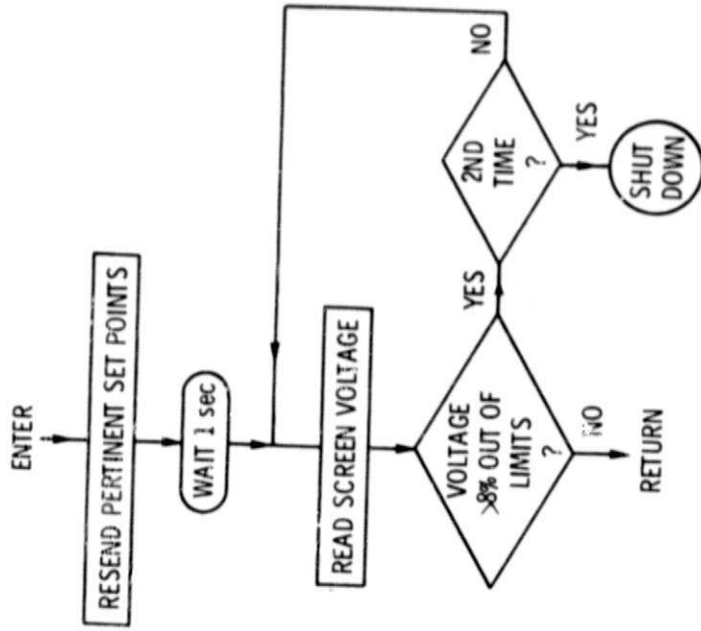 ENTER
RESEND PERTINENT SET POINTS
WAIT 1 sec
READ SCREEN VOLTAGE
VOLTAGE
>8% OUT OF
LIMITS
?
YES
2ND
TIME
?
NO
YES
SHUT
DOWN
NO
RETURN